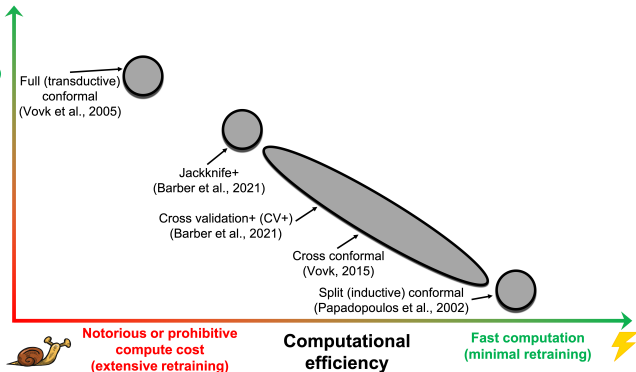 Full (transductive)
conformal
(Vovk et al., 2005)
Jackknife+
(Barber et al., 2021)
Cross validation+ (CV+)
(Barber et al., 2021)
Cross conformal
(Vovk, 2015)
Split (inductive) conformal
(Papadopoulos et al., 2002)
Notorious or prohibitive
compute cost
(extensive retraining)
Computational
efficiency
Fast computation
(minimal retraining)